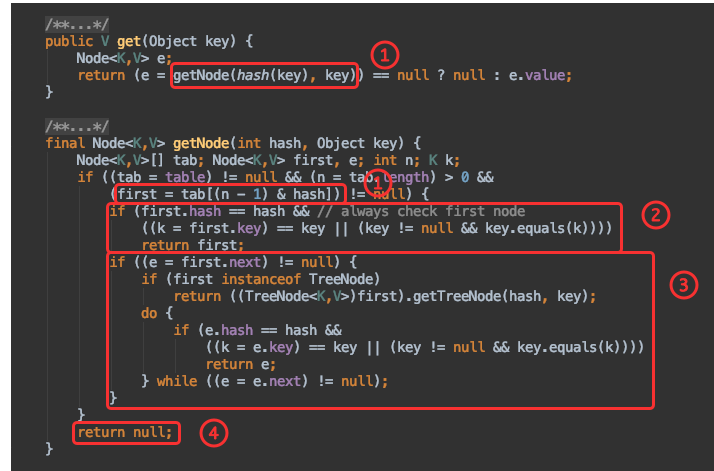 /**...*/
public V get(Object key) {
    Node<K,V> e;
    return (e = getNode(hash(key), key)) == null ? null : e.value;
}
①
/**...*/
final Node<K,V> getNode(int hash, Object key) {
    Node<K,V>[] tab; Node<K,V> first, e; int n; K k;
    if ((tab = table) != null && (n = tab.length) > 0 &&
        (first = tab[(n - 1) & hash]) != null) {
①
        if (first.hash == hash && // always check first node
            ((k = first.key) == key || (key != null && key.equals(k))))
            return first;
②
        if ((e = first.next) != null) {
            if (first instanceof TreeNode)
                return ((TreeNode<K,V>)first).getTreeNode(hash, key);
            do {
                if (e.hash == hash &&
                    ((k = e.key) == key || (key != null && key.equals(k))))
                    return e;
            } while ((e = e.next) != null);
        }
③
    }
    return null;
④
}